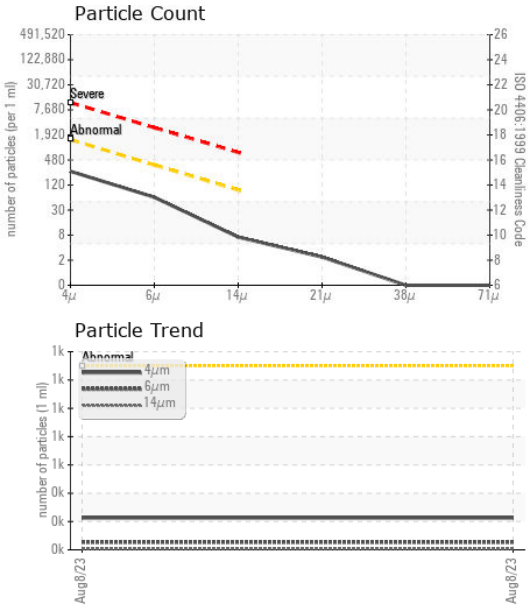 Particle Count
491,520
122,880
30,720
7,680
1,920
480
120
30
8
2
0
number of particles (per 1 ml)
Severe
Abnormal
26
24
22
20
18
16
14
12
10
8
6
ISO 4406:1999 Cleanliness Code
4µ
6µ
14µ
21µ
38µ
71µ
Particle Trend
1k
1k
1k
1k
1k
0k
0k
0k
number of particles (1 ml)
Abnormal
4µm
6µm
14µm
Aug8/23
Aug8/23